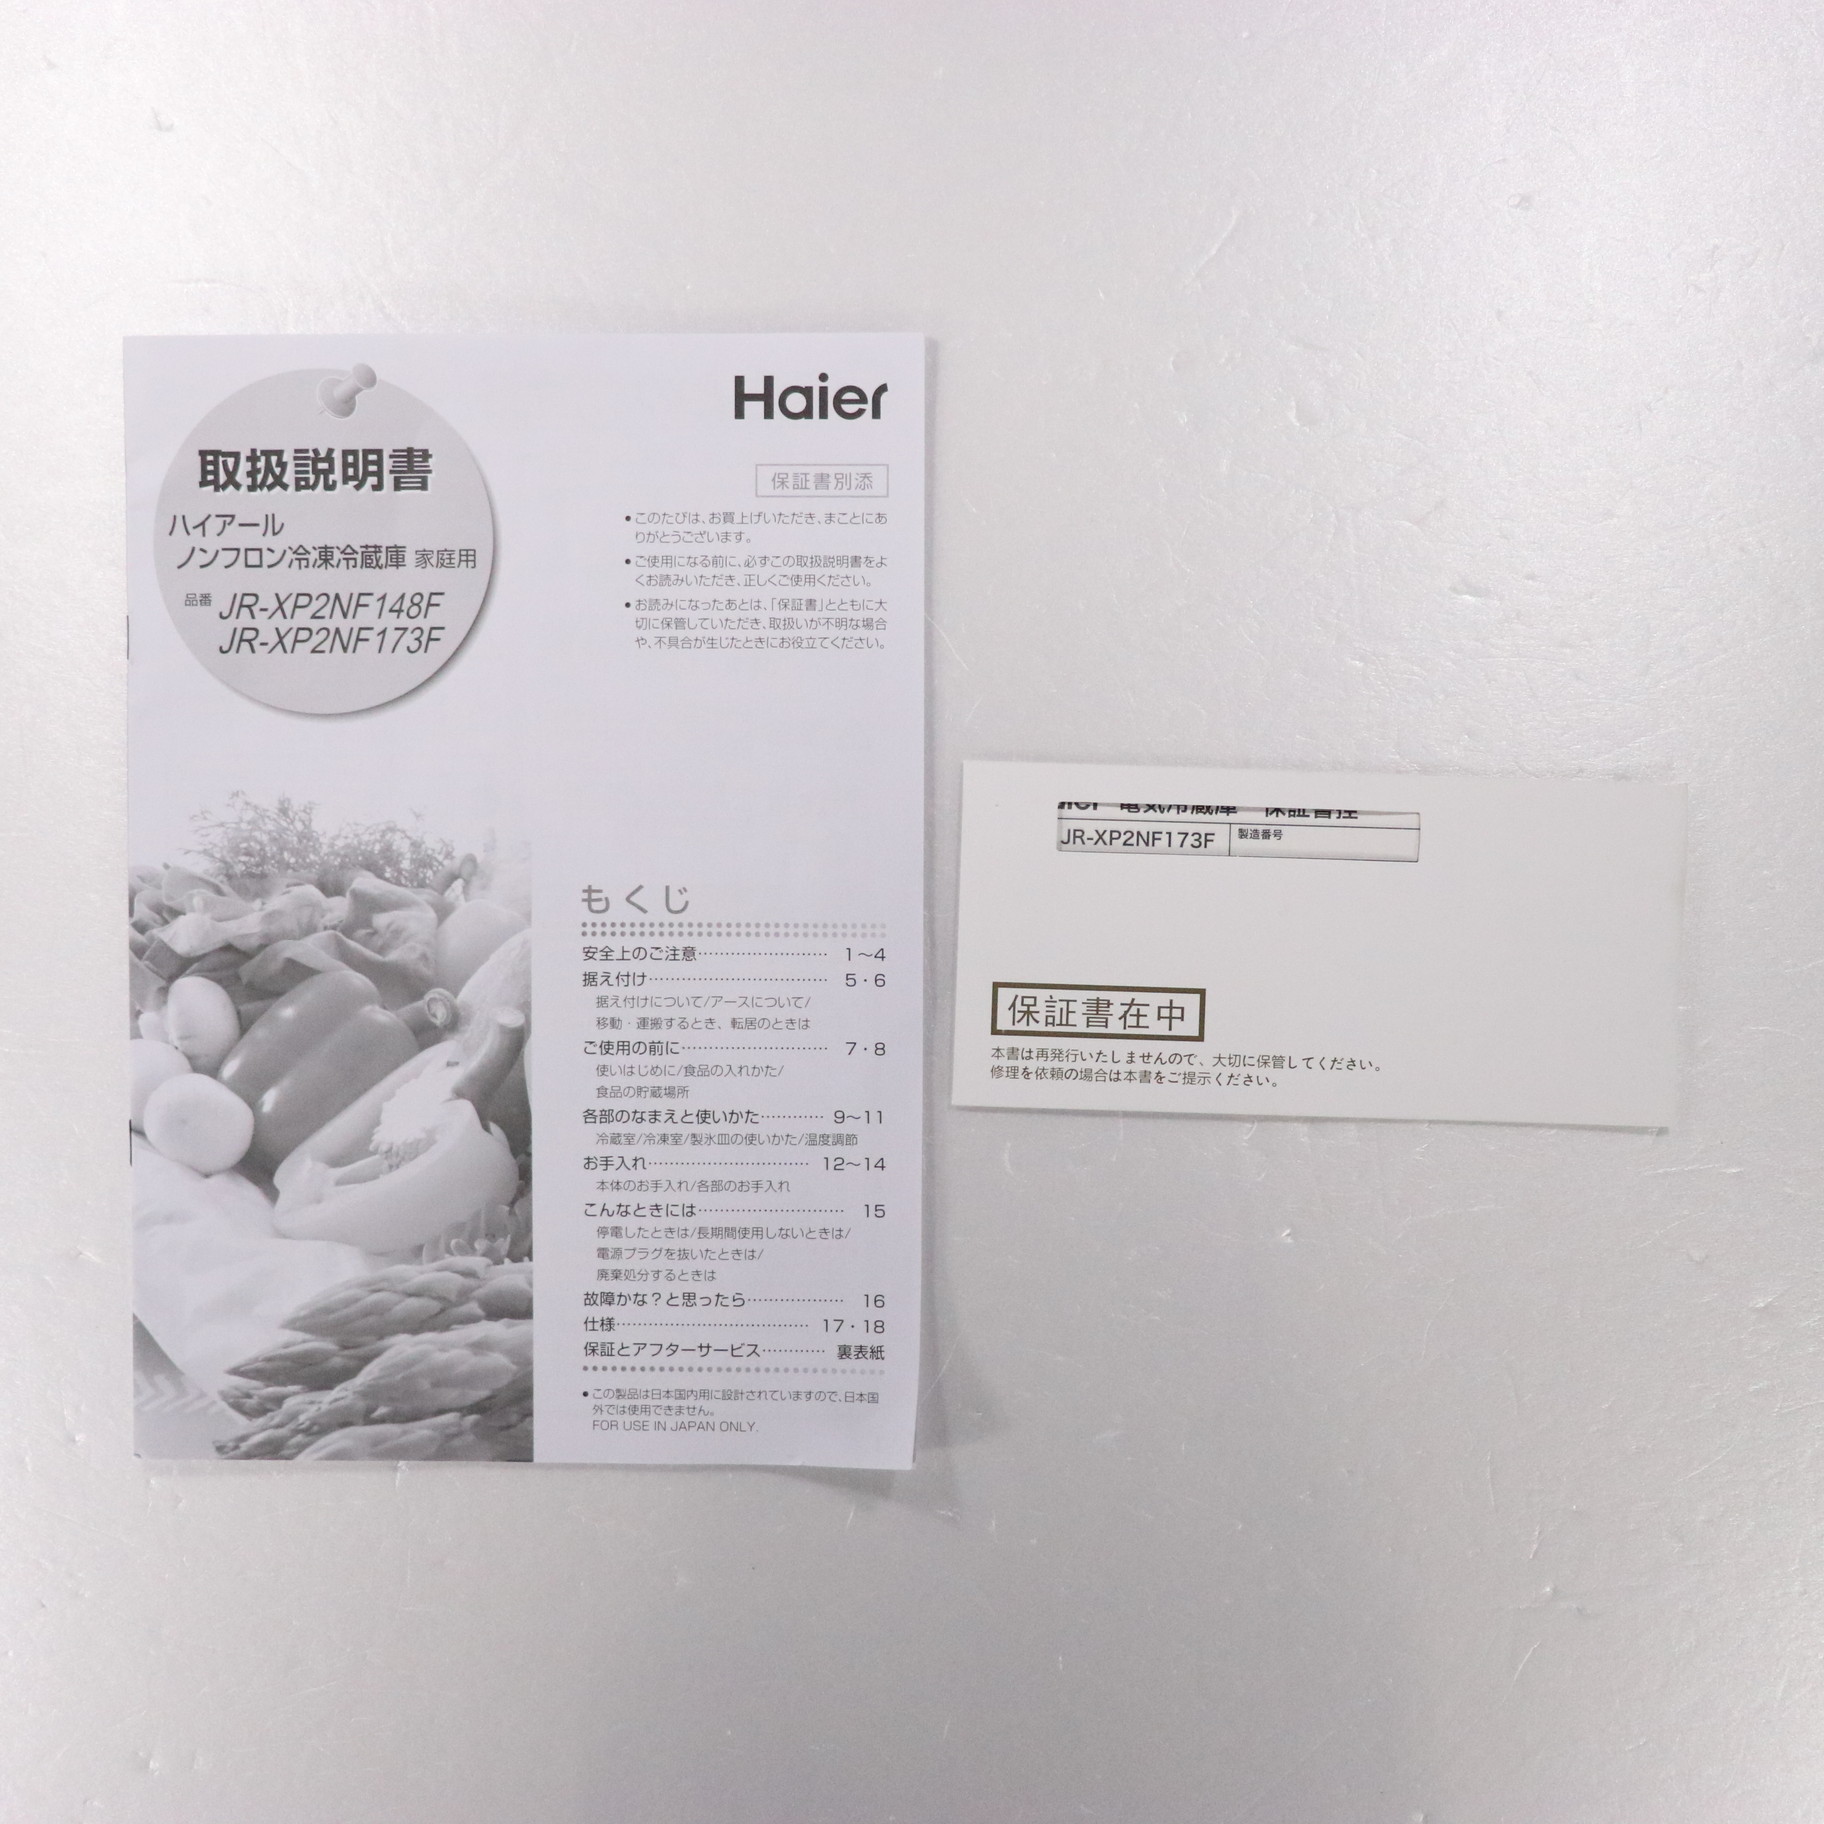 Haier
取扱説明書
ハイアール
ノンフロン冷凍冷蔵庫 家庭用
品番 JR-XP2NF148F
JR-XP2NF173F
保証書別添
●このたびは、お買上げいただき、まことにあ
りがとうございます。
●ご使用になる前に、必ずこの取扱説明書をよ
くお読みいただき、正しくご使用ください。
●お読みになったあとは、「保証書」とともに大
切に保管していただき、取扱いが不明な場合
や、不具合が生じたときにお役立てください。
もくじ
安全上のご注意……………………… 1〜4
据え付け……………………………… 5・6
据え付けについて/アースについて/
移動・運搬するとき、転居のときは
ご使用の前に………………………… 7・8
使いはじめに/食品の入れかた/
食品の貯蔵場所
各部のなまえと使いかた………… 9〜11
冷蔵室/冷凍室/製氷皿の使いかた/温度調節
お手入れ…………………………… 12〜14
本体のお手入れ/各部のお手入れ
こんなときには………………………… 15
停電したときは/長期間使用しないときは/
電源プラグを抜いたときは/
廃棄処分するときは
故障かな？と思ったら……………… 16
仕様………………………………… 17・18
保証とアフターサービス………… 裏表紙
●この製品は日本国内用に設計されていますので、日本国
外では使用できません。
FOR USE IN JAPAN ONLY.
電気冷蔵庫 保証書控
JR-XP2NF173F 製造番号
保証書在中
本書は再発行いたしませんので、大切に保管してください。
修理を依頼の場合は本書をご提示ください。